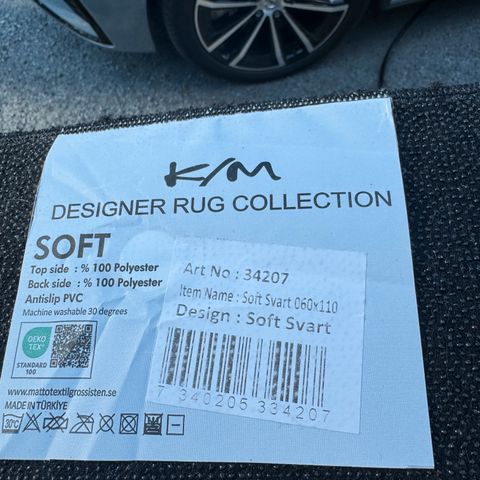 K/M
DESIGNER RUG COLLECTION
SOFT
Top side : % 100 Polyester
Back side : % 100 Polyester
Antislip PVC
Machine washable 30 degrees
OEKO
TEX®
STANDARD
100
www.mattotextilgrossisten.se
MADE IN TÜRKİYE
30°C
Art No : 34207
Item Name : Soft Svart 060x110
Design : Soft Svart
7 340205 334207